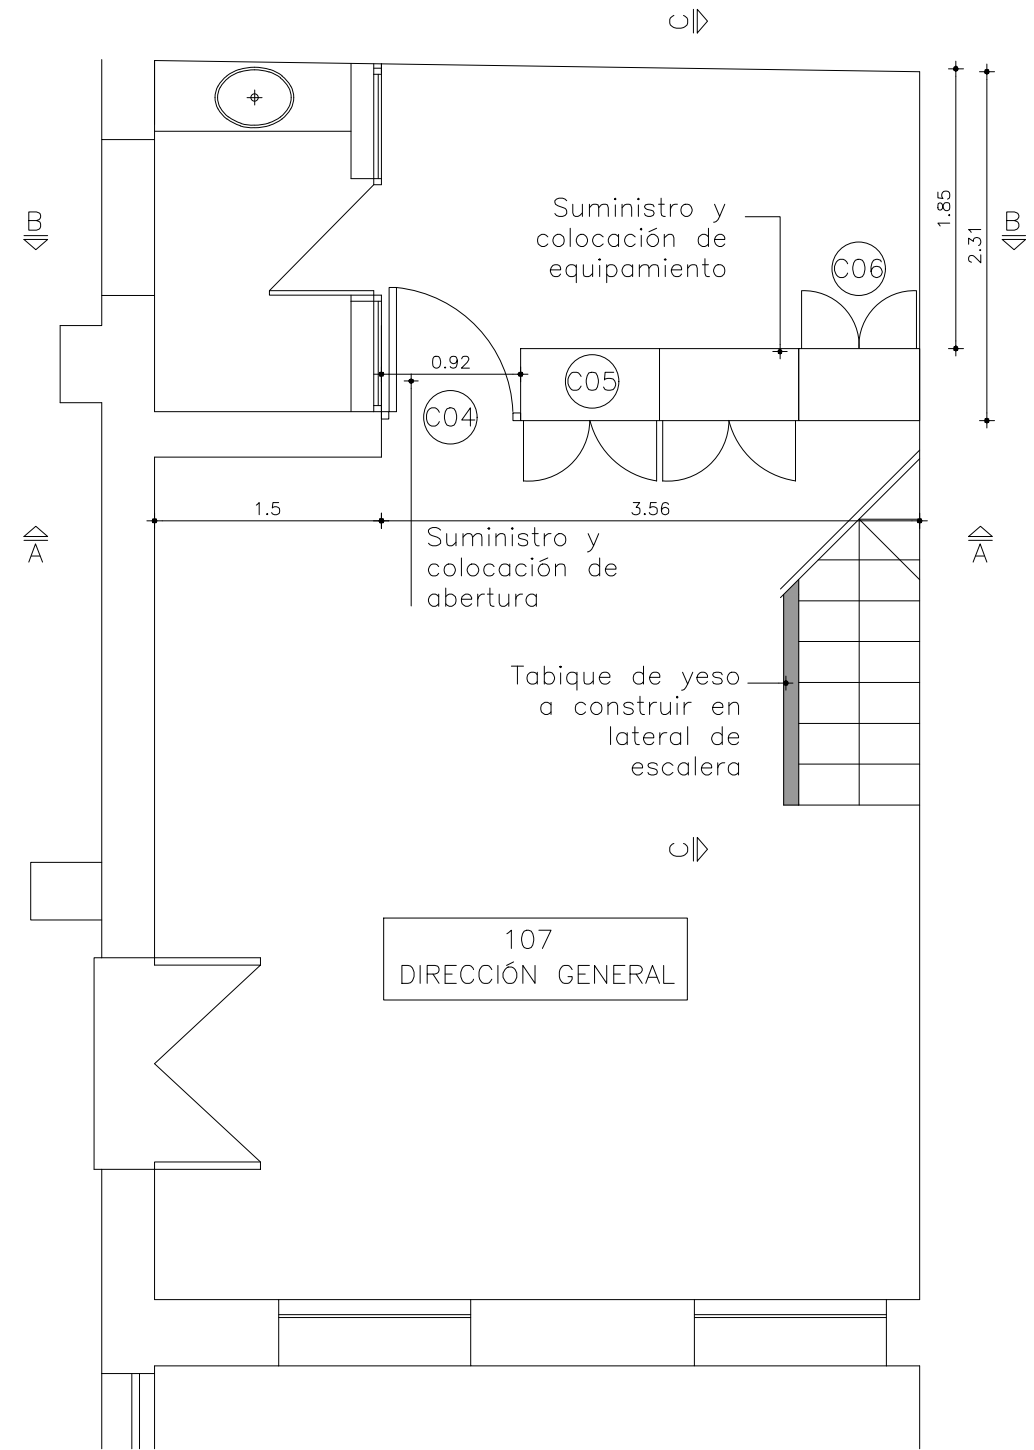 C
B
B
Suministro y
colocación de
equipamiento
1.85
2.31
C06
0.92
C05
C04
1.5
3.56
A
A
Suministro y
colocación de
abertura
Tabique de yeso
a construir en
lateral de
escalera
C
107
DIRECCIÓN GENERAL